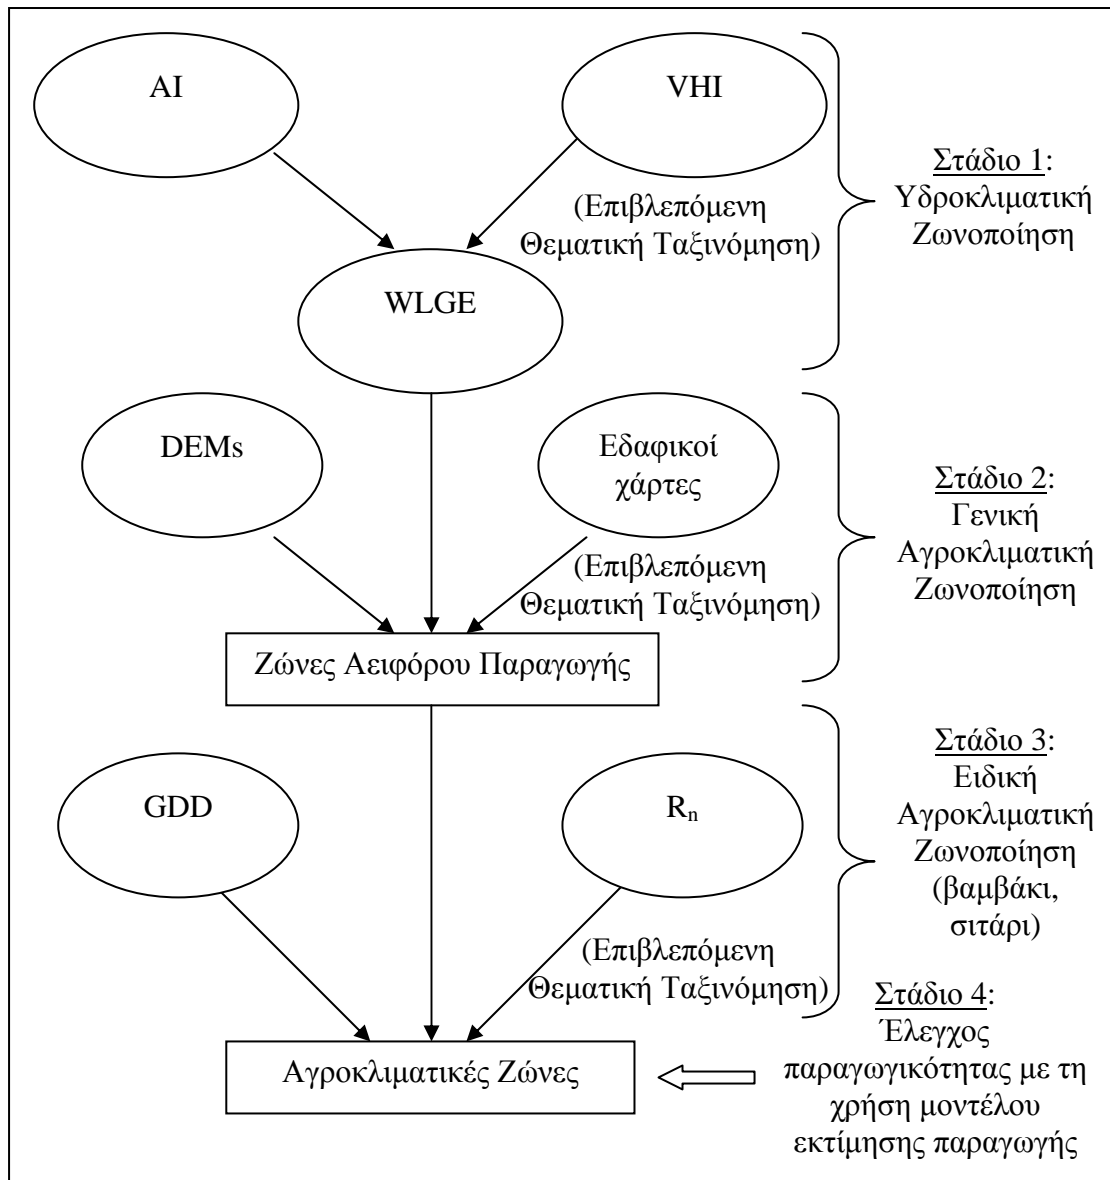 AI
VHI
(Επιβλεπόμενη
Θεματική Ταξινόμηση)
WLGE
Στάδιο 1:
Υδροκλιματική
Ζωνοποίηση
DEMs
Εδαφικοί
χάρτες
(Επιβλεπόμενη
Θεματική Ταξινόμηση)
Ζώνες Αειφόρου Παραγωγής
Στάδιο 2:
Γενική
Αγροκλιματική
Ζωνοποίηση
GDD
Rn
(Επιβλεπόμενη
Θεματική Ταξινόμηση)
Στάδιο 3:
Ειδική
Αγροκλιματική
Ζωνοποίηση
(βαμβάκι,
σιτάρι)
Αγροκλιματικές Ζώνες
Στάδιο 4:
Έλεγχος
παραγωγικότητας με τη
χρήση μοντέλου
εκτίμησης παραγωγής